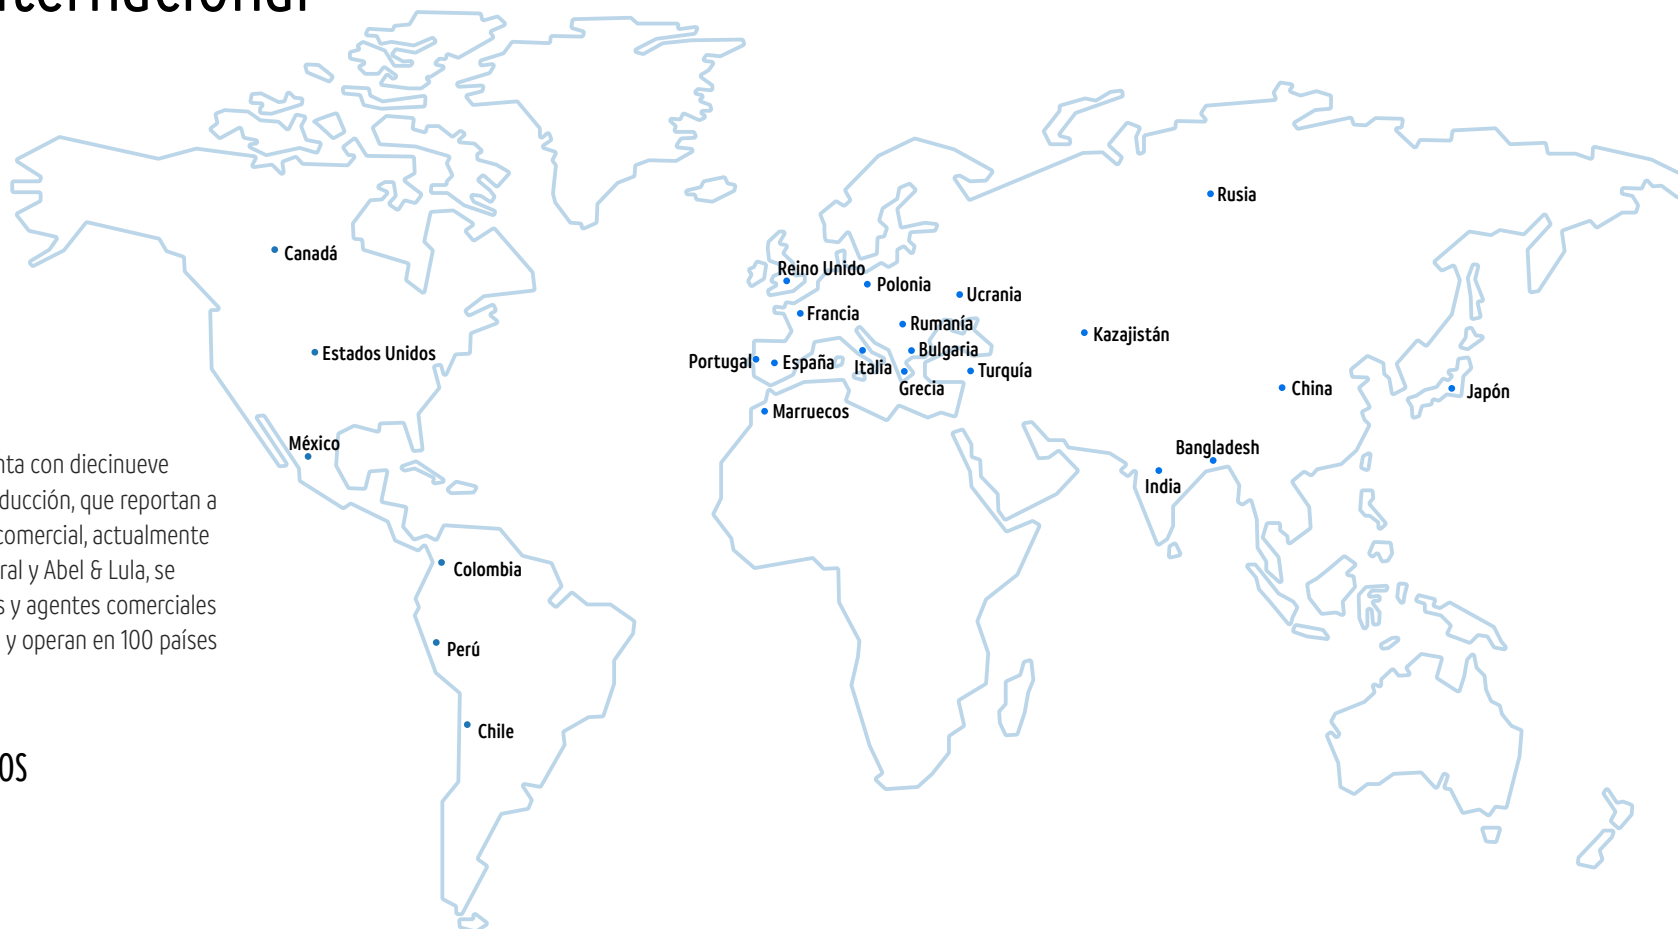 ternacional
Rusia
Canadá
Reino Unido
Polonia
Ucrania
Francia
Rumanía
Kazajistán
Estados Unidos
Bulgaria
Portugal
España
Italia
Turquía
Grecia
China
Japón
Marruecos
México
Bangladesh
India
nta con diecinueve
ducción, que reportan a
comercial, actualmente
ral y Abel & Lula, se
s y agentes comerciales
y operan en 100 países
Colombia
Perú
Chile
OS